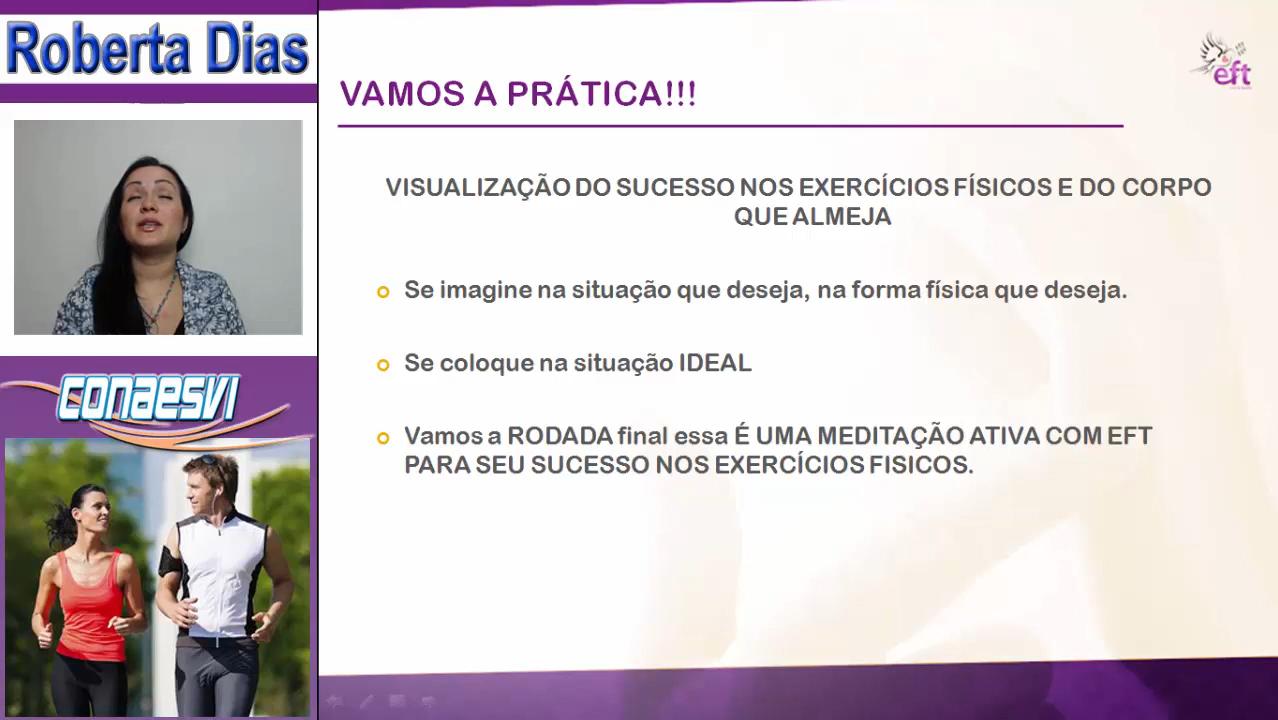 Roberta Dias
VAMOS A PRÁTICA!!!
eft
VISUALIZAÇÃO DO SUCESSO NOS EXERCÍCIOS FÍSICOS E DO CORPO
QUE ALMEJA
Se imagine na situação que deseja, na forma física que deseja.
Se coloque na situação IDEAL
Vamos a RODADA final essa É UMA MEDITAÇÃO ATIVA COM EFT
PARA SEU SUCESSO NOS EXERCÍCIOS FISICOS.
CONAESVI